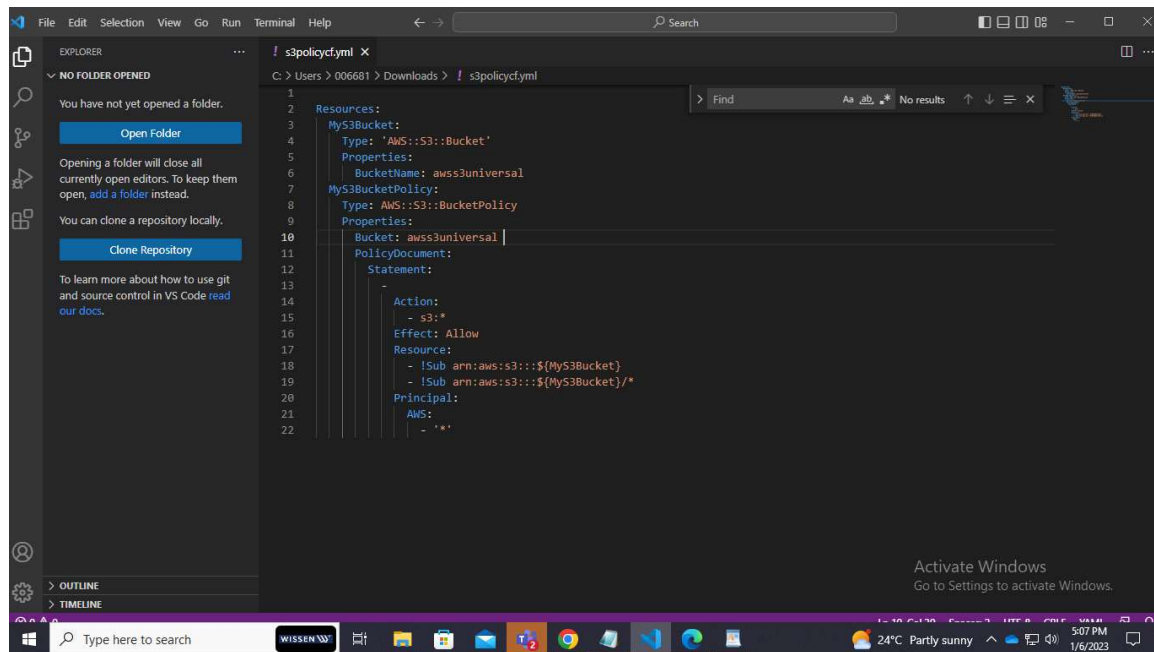 File Edit Selection View Go Run Terminal Help
Search
EXPLORER
NO FOLDER OPENED
You have not yet opened a folder.
Open Folder
Opening a folder will close all
currently open editors. To keep them
open, add a folder instead.
You can clone a repository locally.
Clone Repository
To learn more about how to use git
and source control in VS Code read
our docs.
OUTLINE
TIMELINE
! s3policycf.yml
C: > Users > 006681 > Downloads > ! s3policycf.yml
Find
Aa ab, .* No results
1
2 Resources:
3 MyS3Bucket:
4 Type: 'AWS::S3::Bucket'
5 Properties:
6 BucketName: awss3universal
7 MyS3BucketPolicy:
8 Type: AWS::S3::BucketPolicy
9 Properties:
10 Bucket: awss3universal
11 PolicyDocument:
12 Statement:
13 -
14 Action:
15 - s3:*
16 Effect: Allow
17 Resource:
18 - !Sub arn:aws:s3:::${MyS3Bucket}
19 - !Sub arn:aws:s3:::${MyS3Bucket}/*
20 Principal:
21 AWS:
22 - '*'
Activate Windows
Go to Settings to activate Windows.
Type here to search
WISSEN
2
24°C Partly sunny
5:07 PM
1/6/2023